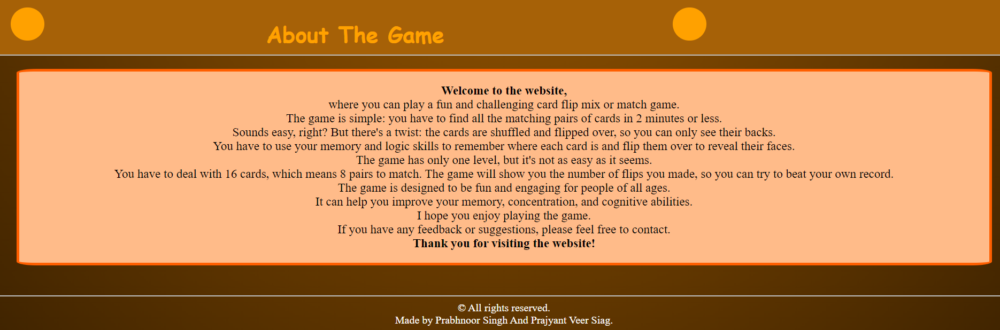 About The Game
Welcome to the website,
where you can play a fun and challenging card flip mix or match game.
The game is simple: you have to find all the matching pairs of cards in 2 minutes or less.
Sounds easy, right? But there's a twist: the cards are shuffled and flipped over, so you can only see their backs.
You have to use your memory and logic skills to remember where each card is and flip them over to reveal their faces.
The game has only one level, but it's not as easy as it seems.
You have to deal with 16 cards, which means 8 pairs to match. The game will show you the number of flips you made, so you can try to beat your own record.
The game is designed to be fun and engaging for people of all ages.
It can help you improve your memory, concentration, and cognitive abilities.
I hope you enjoy playing the game.
If you have any feedback or suggestions, please feel free to contact.
Thank you for visiting the website!
© All rights reserved.
Made by Prabhnoor Singh And Prajyant Veer Siag.